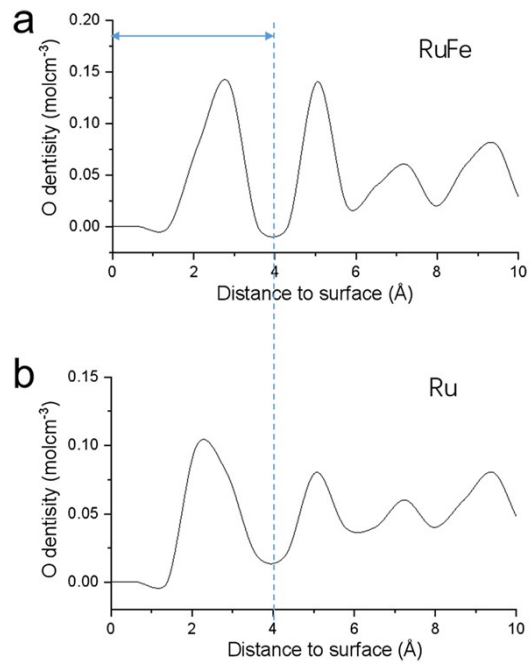 a
RuFe
0.20
0.15
0.10
0.05
0.00
O dentisity (molcm⁻³)
0 2 4 6 8 10
Distance to surface (Å)
b
Ru
0.15
0.10
0.05
0.00
O dentisity (molcm⁻³)
0 2 4 6 8 10
Distance to surface (Å)